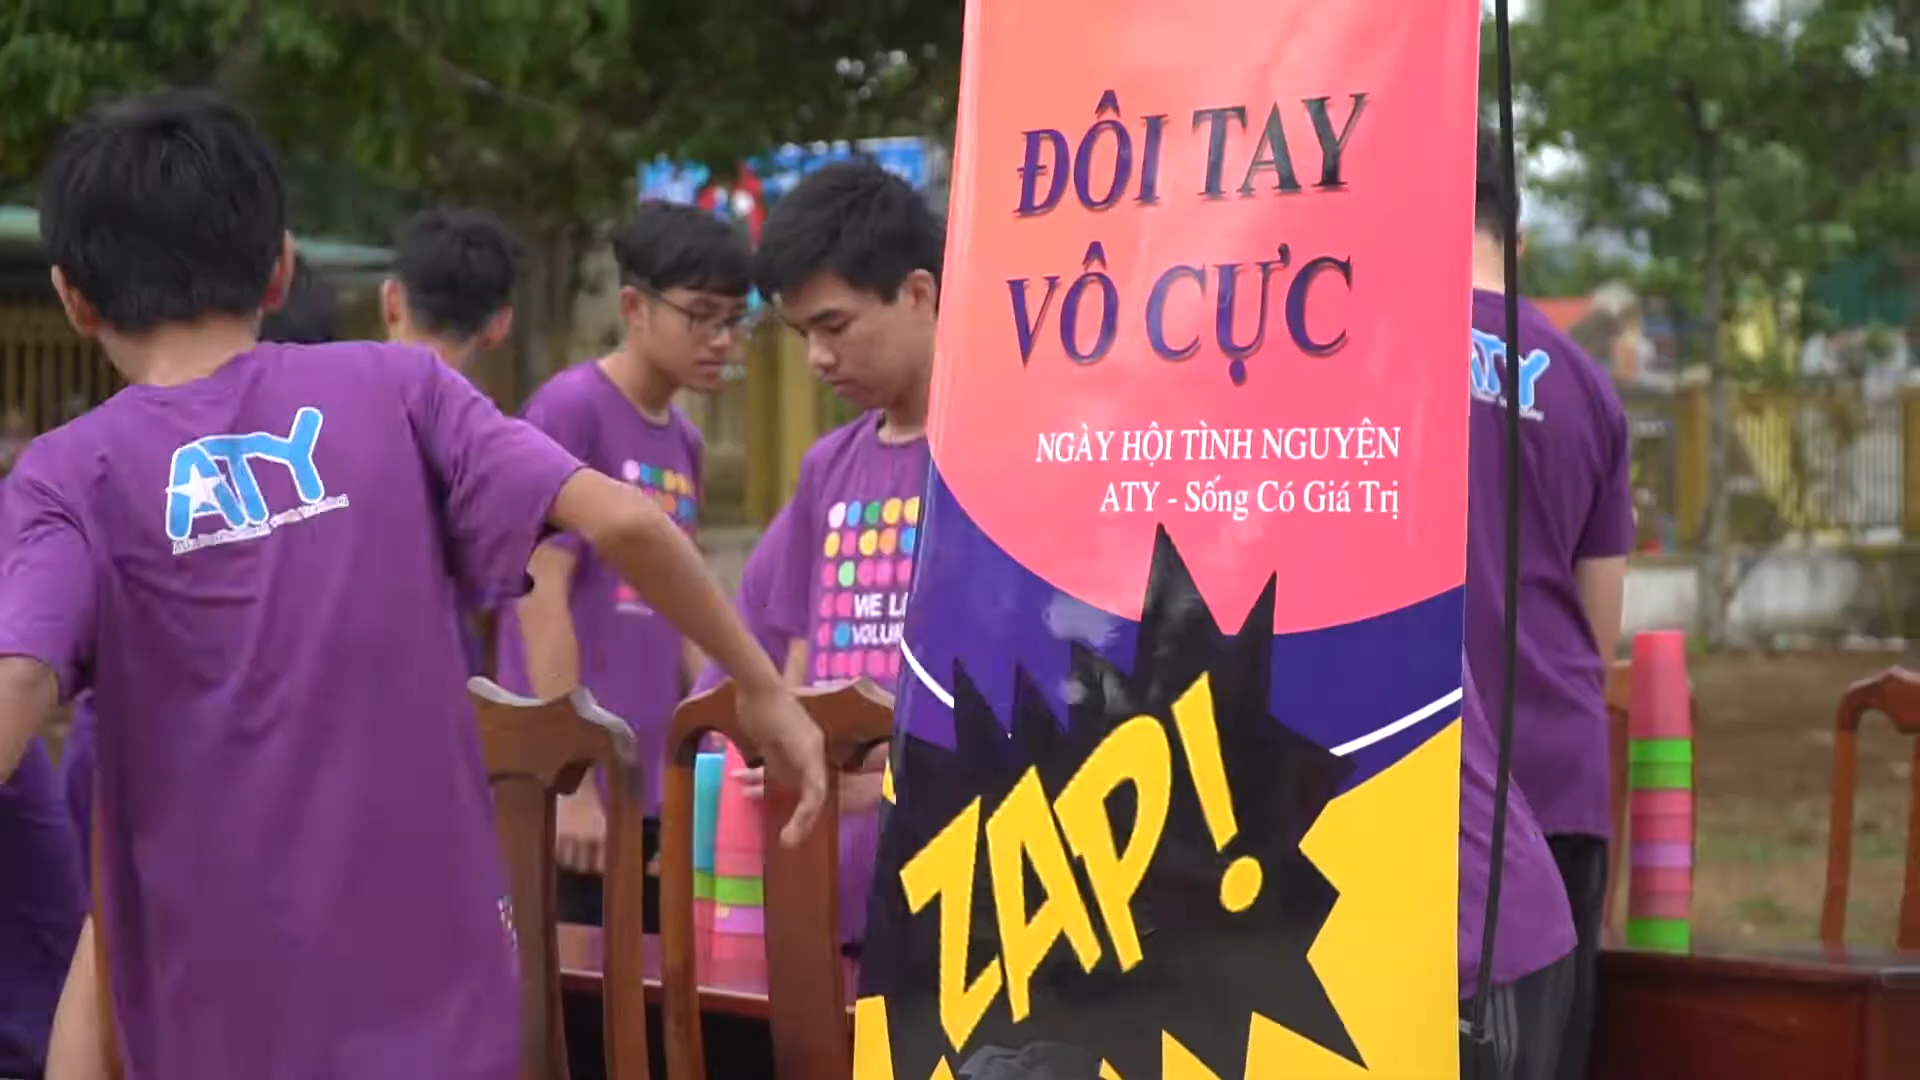 ĐÔI TAY
VÔ CỰC
NGÀY HỘI TÌNH NGUYỆN
ATY - Sống Có Giá Trị
ZAP!
ATY
WE L
VOLUN
ATY